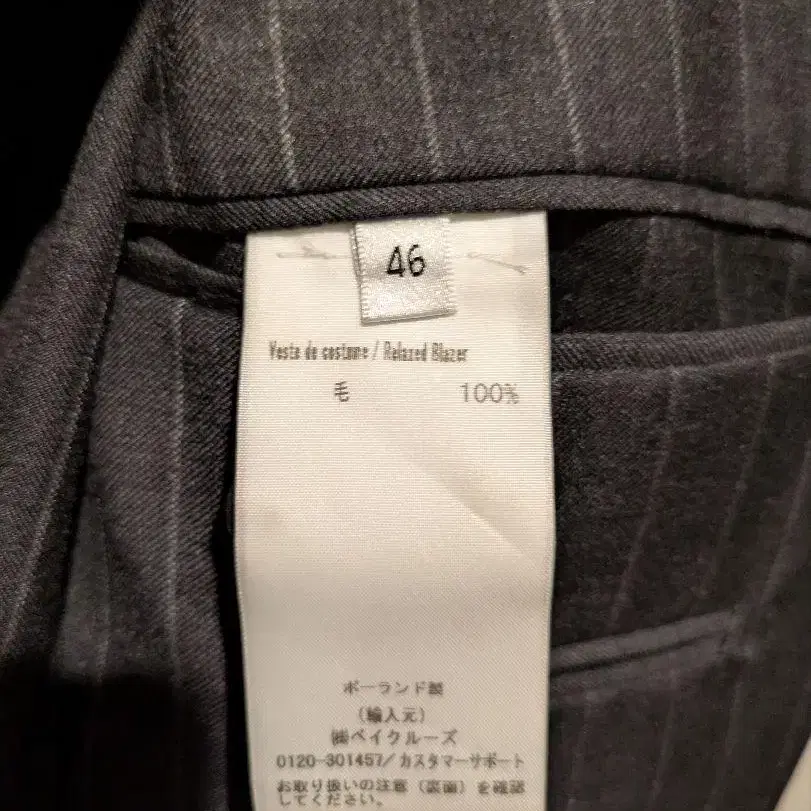 46
Veste de costume / Relaxed Blazer
毛 100%
ポーランド製
(輸入元)
㈱ベイクルーズ
0120-301457/カスタマーサポート
お取り扱いの注意(裏面)を確認
してください。